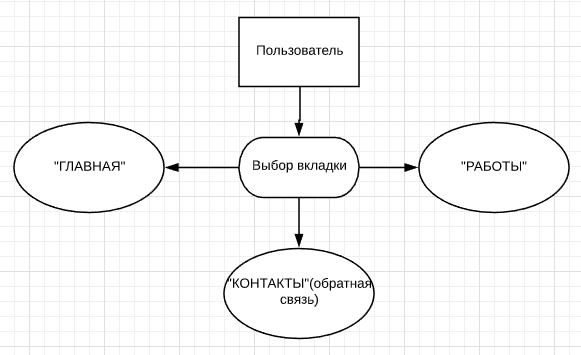 Пользователь
"ГЛАВНАЯ"
Выбор вкладки
"РАБОТЫ"
"КОНТАКТЫ"(обратная
связь)